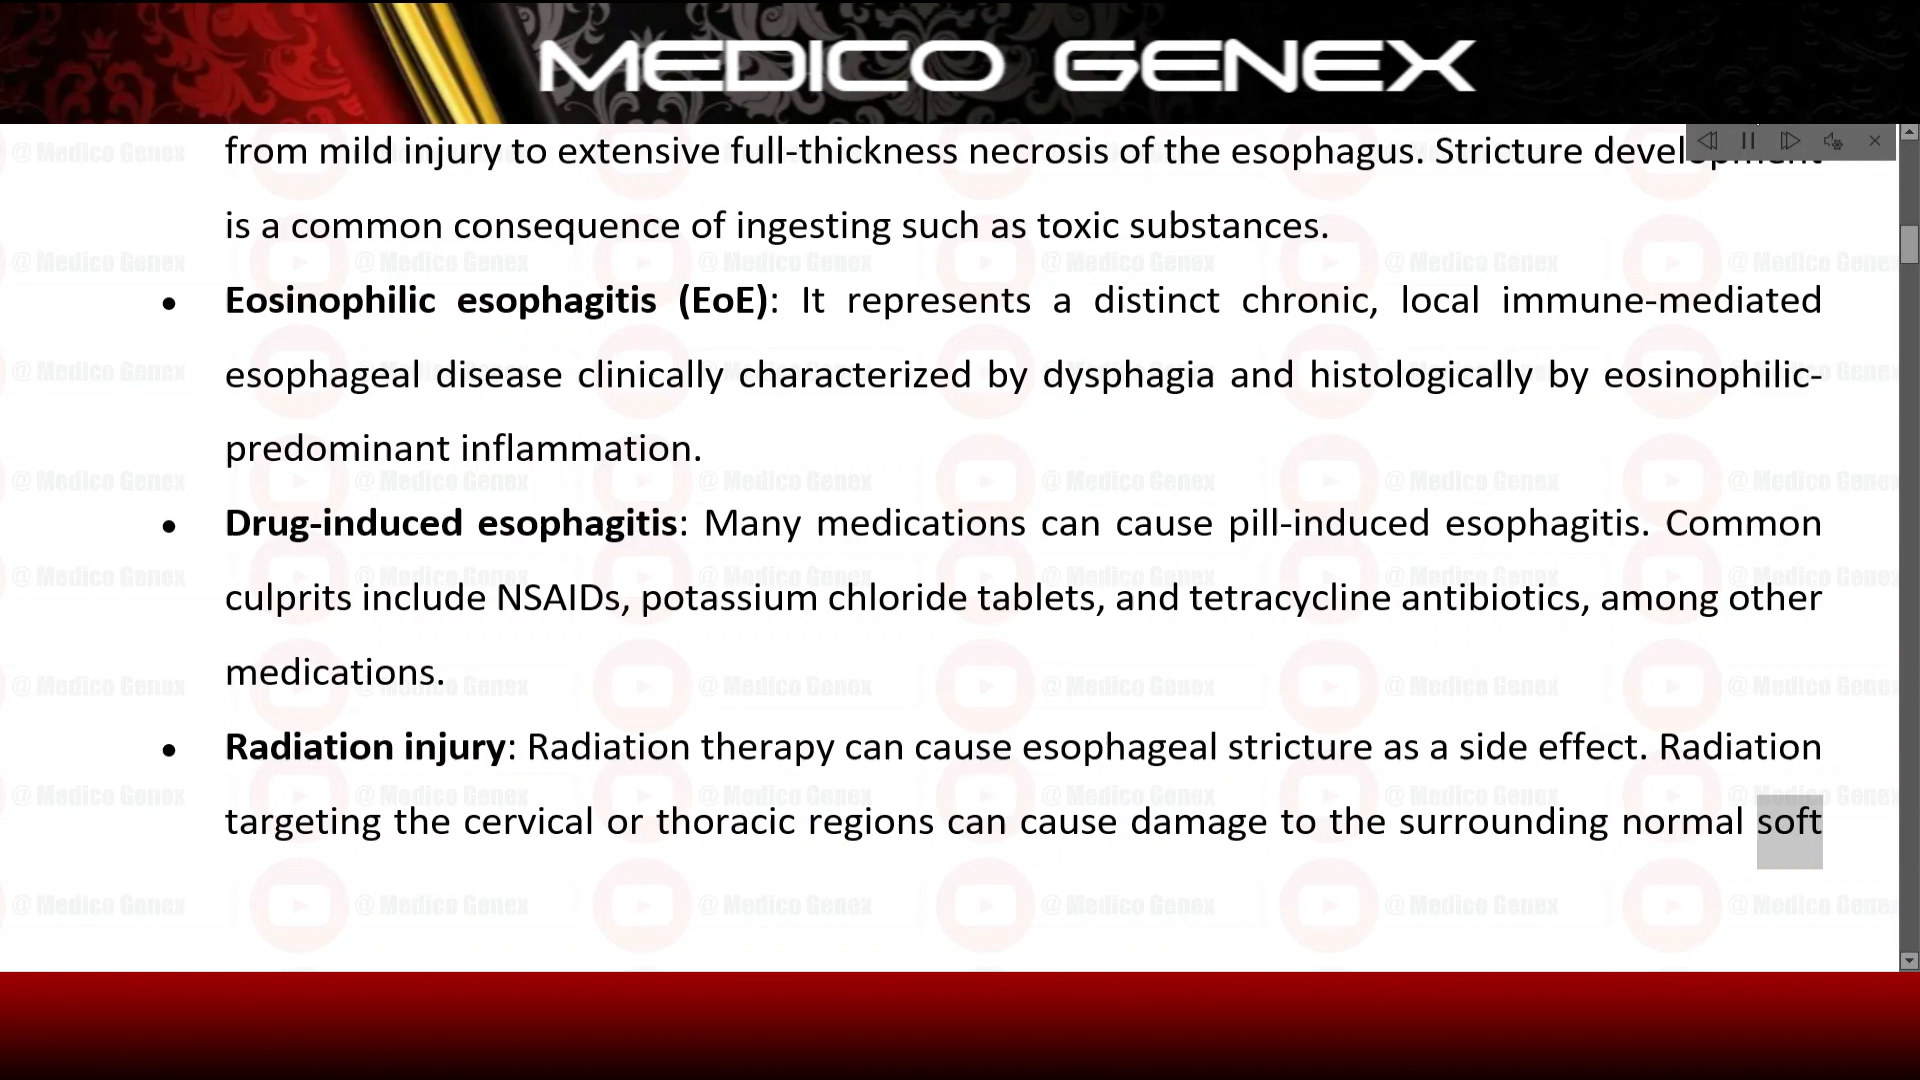 MEDICO GENEX
from mild injury to extensive full-thickness necrosis of the esophagus. Stricture development
is a common consequence of ingesting such as toxic substances.
• Eosinophilic esophagitis (EoE): It represents a distinct chronic, local immune-mediated
esophageal disease clinically characterized by dysphagia and histologically by eosinophilic-
predominant inflammation.
• Drug-induced esophagitis: Many medications can cause pill-induced esophagitis. Common
culprits include NSAIDs, potassium chloride tablets, and tetracycline antibiotics, among other
medications.
• Radiation injury: Radiation therapy can cause esophageal stricture as a side effect. Radiation
targeting the cervical or thoracic regions can cause damage to the surrounding normal soft
@ Medico Genex